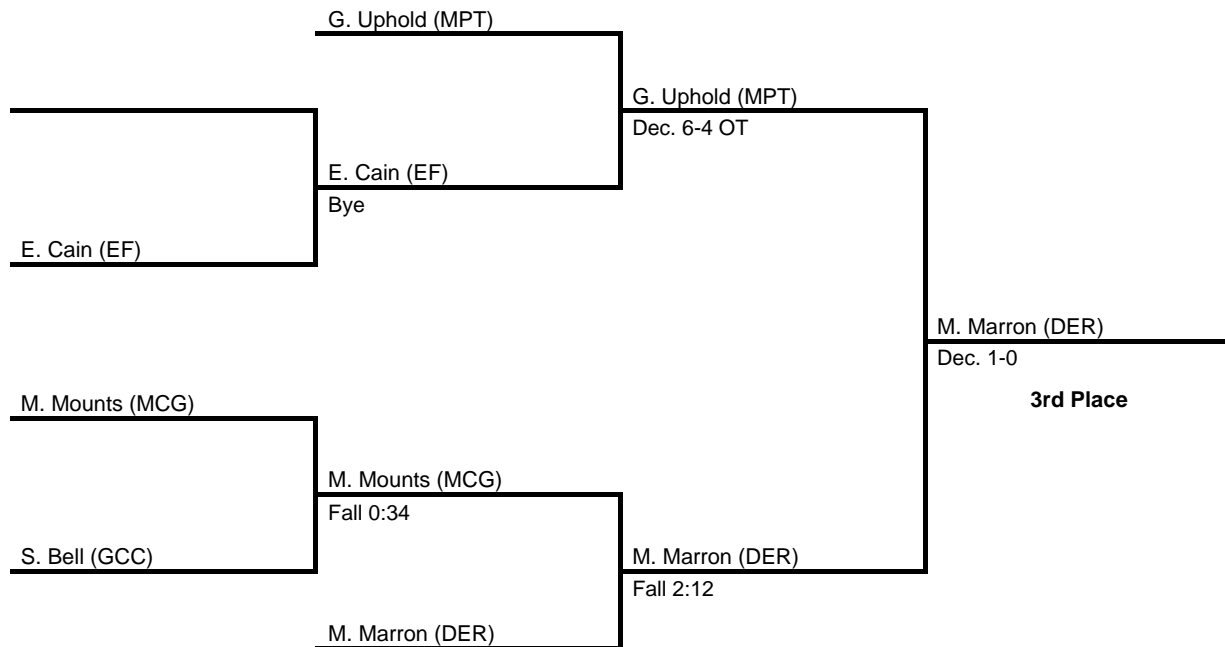 G. Uphold (MPT)
G. Uphold (MPT)
Dec. 6-4 OT
E. Cain (EF)
Bye
E. Cain (EF)
M. Marron (DER)
Dec. 1-0
3rd Place
M. Mounts (MCG)
M. Mounts (MCG)
Fall 0:34
S. Bell (GCC)
M. Marron (DER)
Fall 2:12
M. Marron (DER)